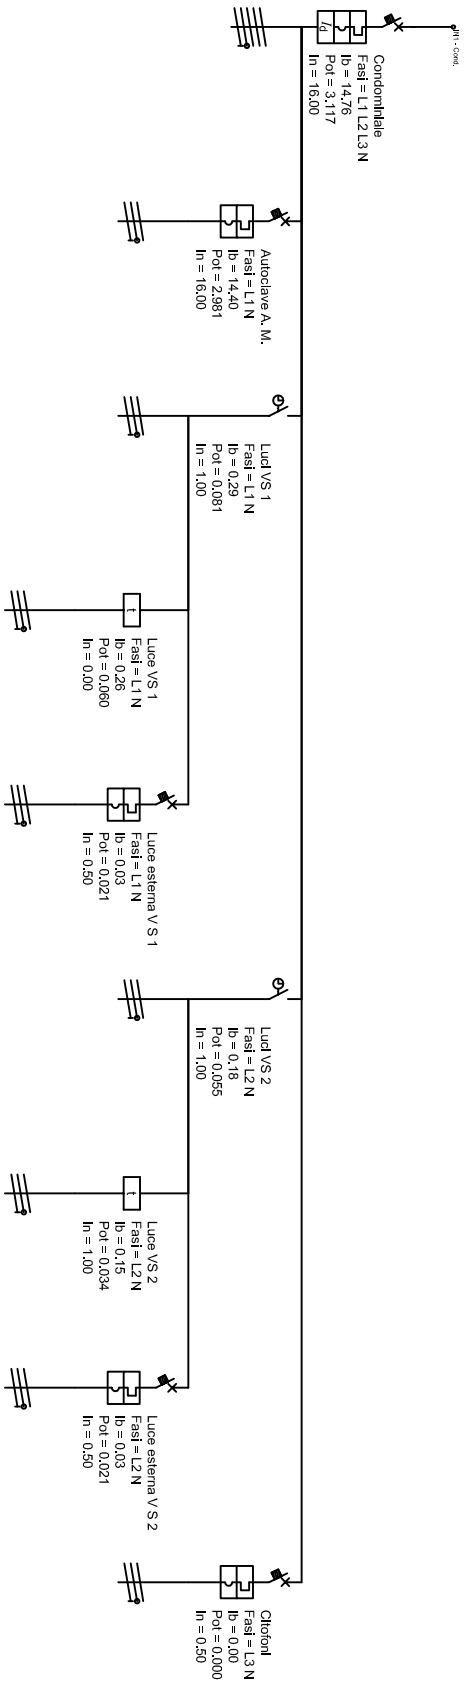 IN1 - Cond.
Id
Condominiale
Fasi = L1 L2 L3 N
Ib = 14.76
Pot = 3.117
In = 16.00
Autoclave A. M.
Fasi = L1 N
Ib = 14.40
Pot = 2.981
In = 16.00
Luci VS 1
Fasi = L1 N
Ib = 0.29
Pot = 0.081
In = 1.00
t
Luce VS 1
Fasi = L1 N
Ib = 0.26
Pot = 0.060
In = 0.00
Luce esterna V S 1
Fasi = L1 N
Ib = 0.03
Pot = 0.021
In = 0.50
Luci VS 2
Fasi = L2 N
Ib = 0.18
Pot = 0.055
In = 1.00
t
Luce VS 2
Fasi = L2 N
Ib = 0.15
Pot = 0.034
In = 1.00
Luce esterna V S 2
Fasi = L2 N
Ib = 0.03
Pot = 0.021
In = 0.50
Citofoni
Fasi = L3 N
Ib = 0.00
Pot = 0.000
In = 0.50